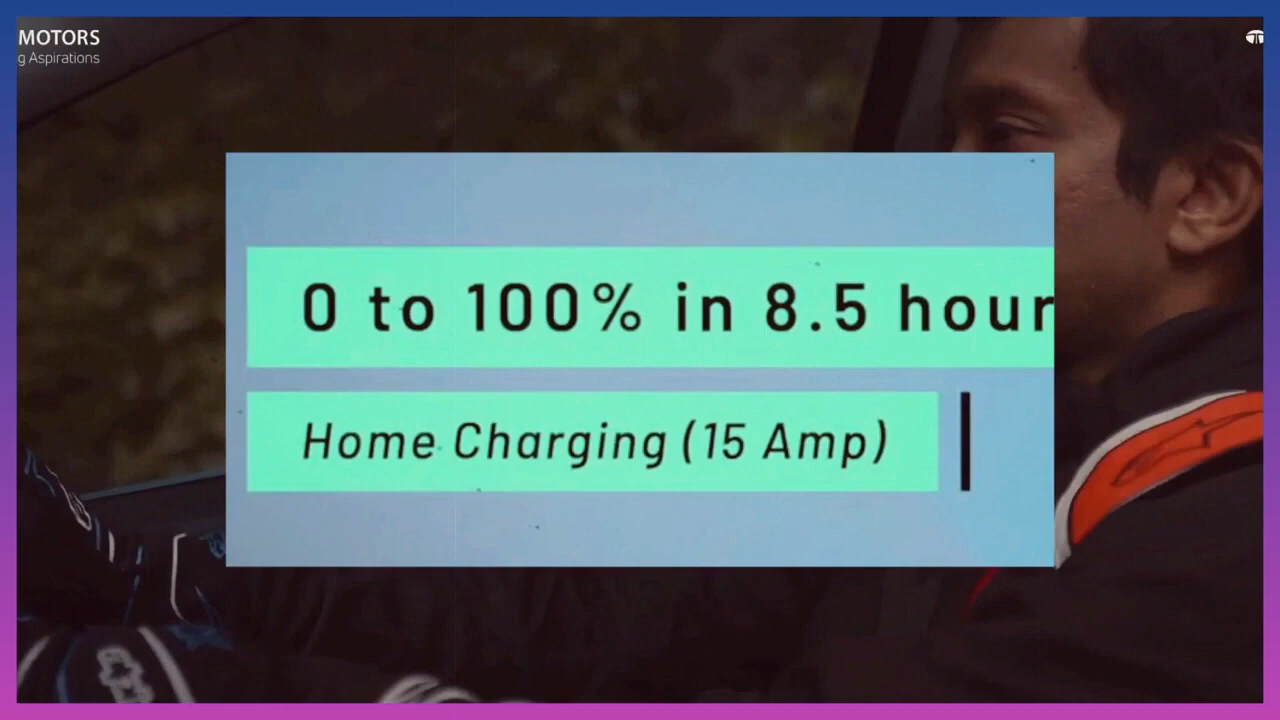 MOTORS
g Aspirations
0 to 100% in 8.5 hour
Home Charging (15 Amp)